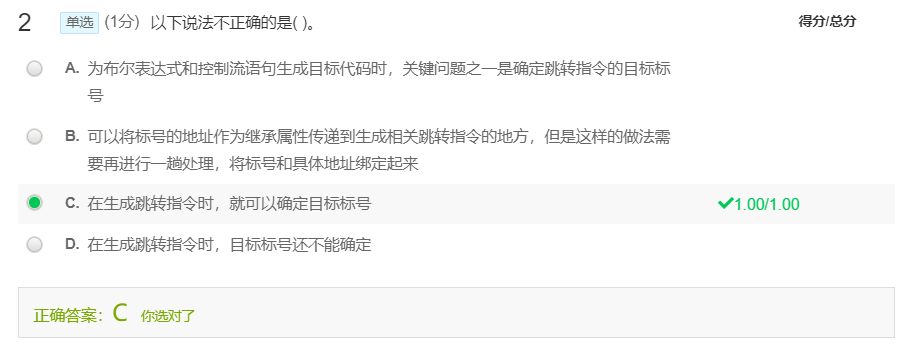 2 单选 (1分) 以下说法不正确的是( )。 得分/总分
A. 为布尔表达式和控制流语句生成目标代码时，关键问题之一是确定跳转指令的目标标
号
B. 可以将标号的地址作为继承属性传递到生成相关跳转指令的地方，但是这样的做法需
要再进行一趟处理，将标号和具体地址绑定起来
C. 在生成跳转指令时，就可以确定目标标号 1.00/1.00
D. 在生成跳转指令时，目标标号还不能确定
正确答案：C 你选对了